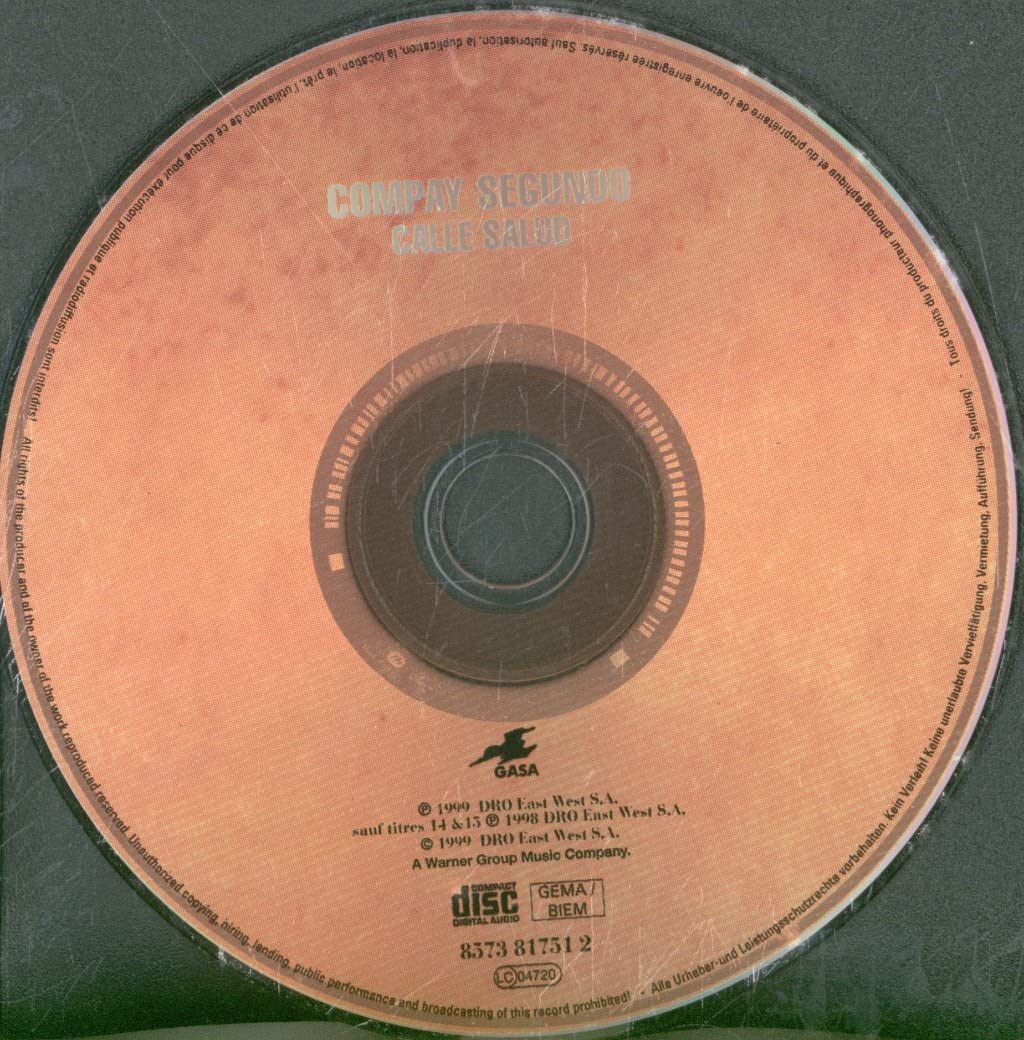 COMPAY SEGUNDO
CALLE SALUD
GASA
℗ 1999 DRO East West S.A.
sauf titres 14 & 15 ℗ 1998 DRO East West S.A.
© 1999 DRO East West S.A.
A Warner Group Music Company.
COMPACT
disc
DIGITAL AUDIO
GEMA/
BIEM
8573 81751 2
LC 04720
Tous droits du producteur phonographique et du propriétaire de l'oeuvre enregistrée réservés. Sauf autorisation, la duplication, la location, le prêt, l'utilisation de ce disque pour exécution publique et radiodiffusion sont interdits!
All rights of the producer and of the owner of the work reproduced reserved. Unauthorized copying, hiring, lending, public performance and broadcasting of this record prohibited! ·
Alle Urheber-und Leistungsschutzrechte vorbehalten. Kein Verleih! Keine unerlaubte Vervielfältigung, Vermietung, Aufführung, Sendung! ·